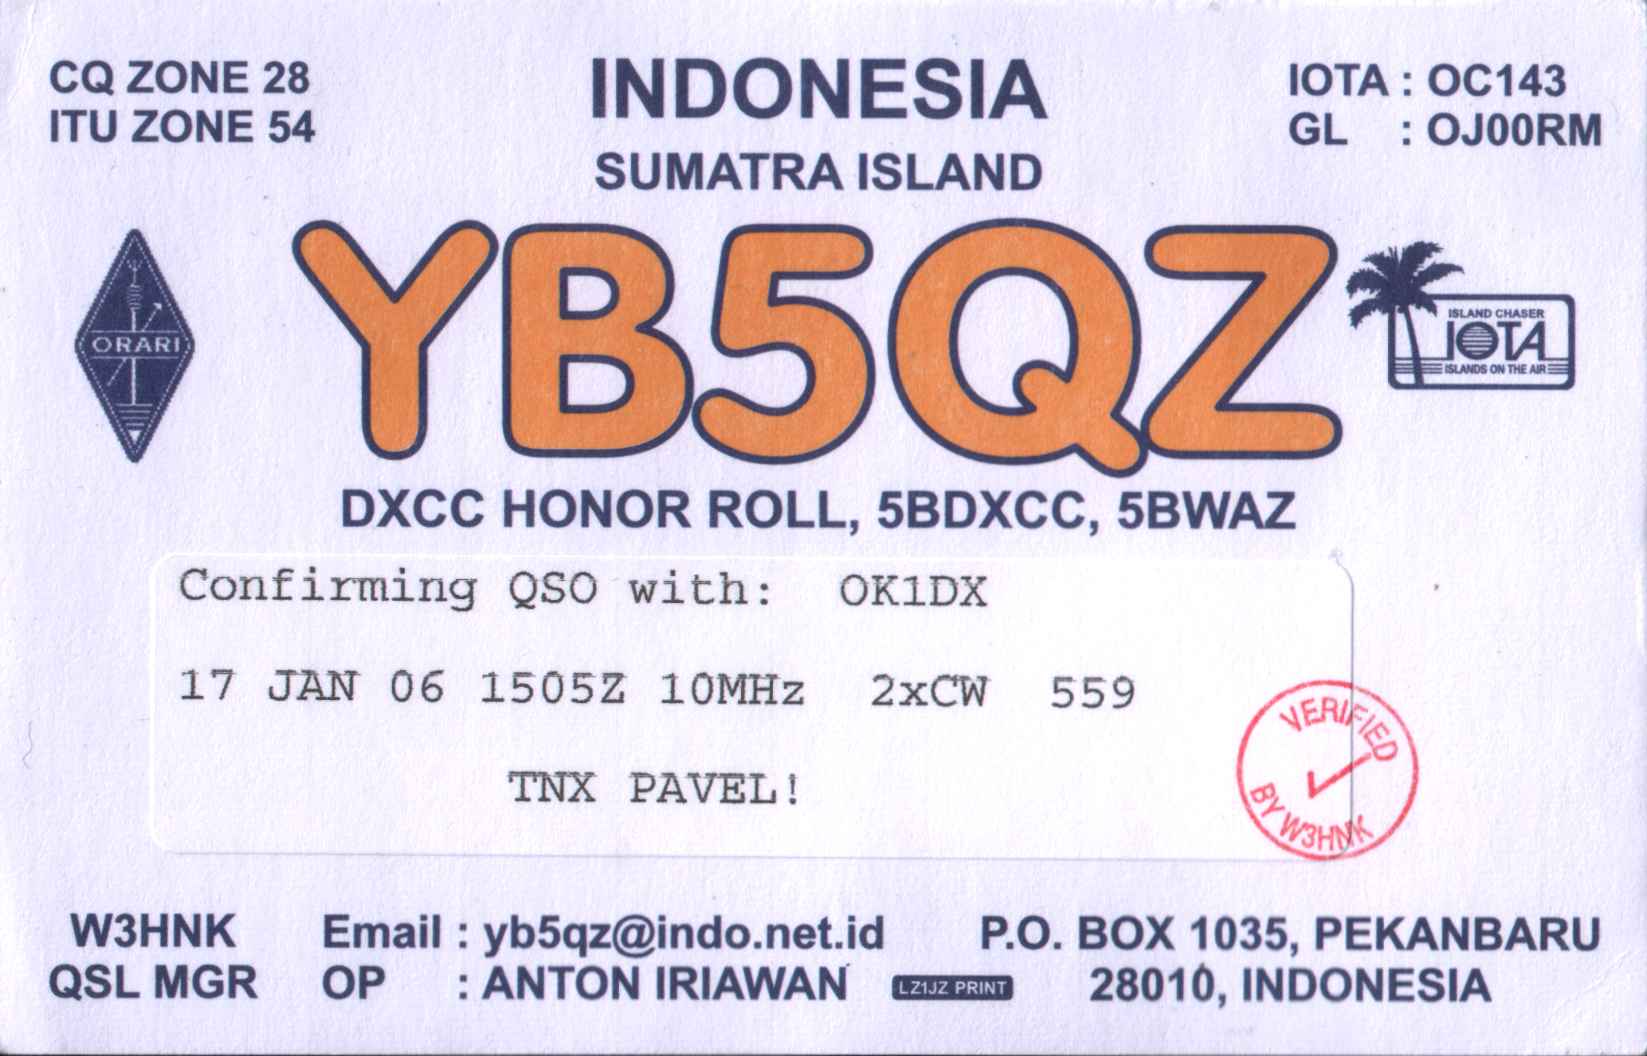 CQ ZONE 28
ITU ZONE 54
INDONESIA
SUMATRA ISLAND
IOTA : OC143
GL : OJ00RM
ORARI
YB5QZ
ISLAND CHASER
IOTA
ISLANDS ON THE AIR
DXCC HONOR ROLL, 5BDXCC, 5BWAZ
Confirming QSO with: OK1DX
17 JAN 06 1505Z 10MHz 2xCW 559
TNX PAVEL!
VERIFIED
BY W3HNK
W3HNK
QSL MGR
Email : yb5qz@indo.net.id
OP : ANTON IRIAWAN
LZ1JZ PRINT
P.O. BOX 1035, PEKANBARU
28010, INDONESIA